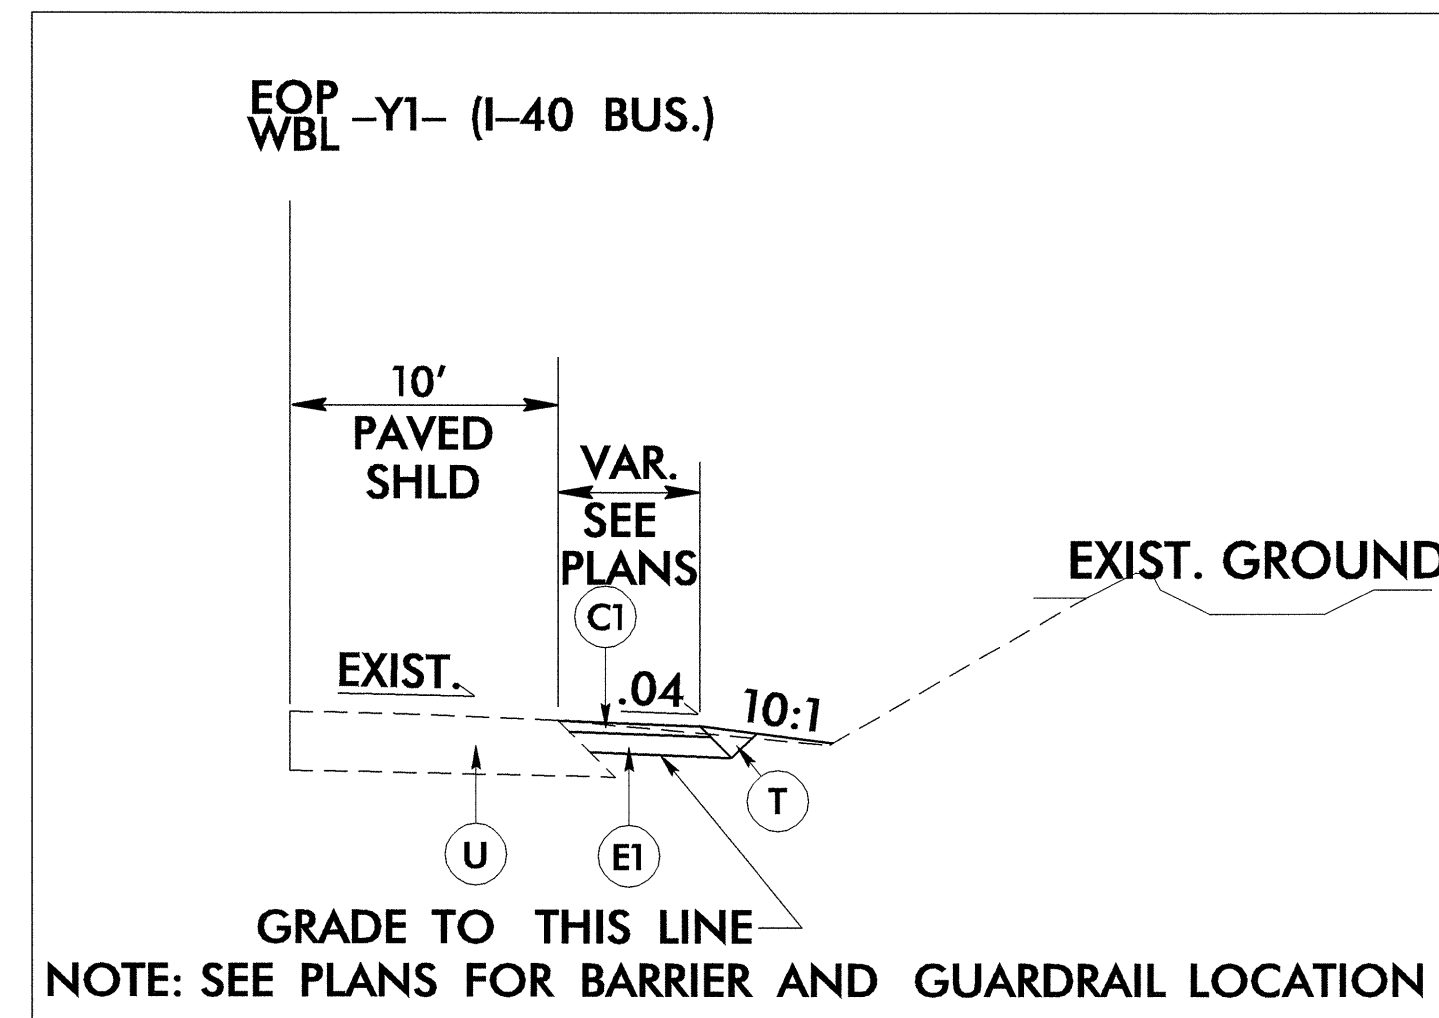 EOP
WBL –Y1– (I–40 BUS.)
10'
PAVED
SHLD
VAR.
SEE
PLANS
EXIST. GROUND
C1
EXIST.
.04
10:1
T
U
E1
GRADE TO THIS LINE
NOTE: SEE PLANS FOR BARRIER AND GUARDRAIL LOCATION